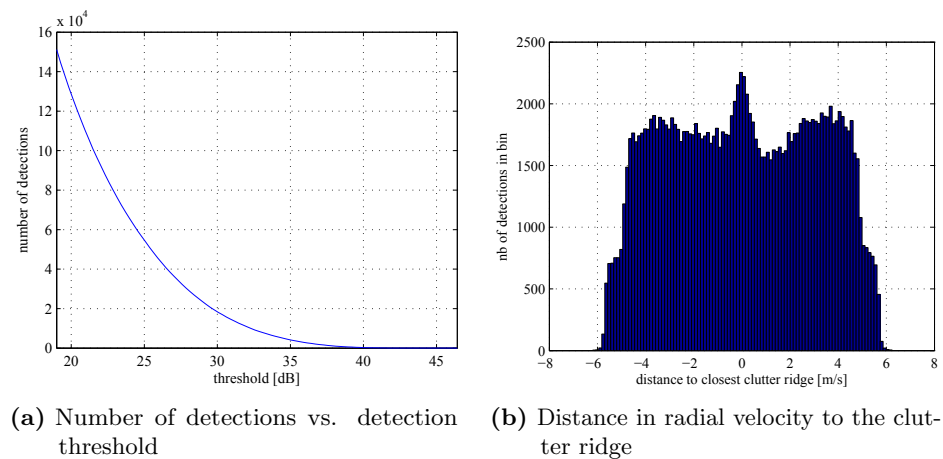 x 10⁴
16
14
12
10
8
6
4
2
0
number of detections
20 25 30 35 40 45
threshold [dB]
(a) Number of detections vs. detection
threshold
2500
2000
1500
1000
500
0
nb of detections in bin
−8 −6 −4 −2 0 2 4 6 8
distance to closest clutter ridge [m/s]
(b) Distance in radial velocity to the clut-
ter ridge